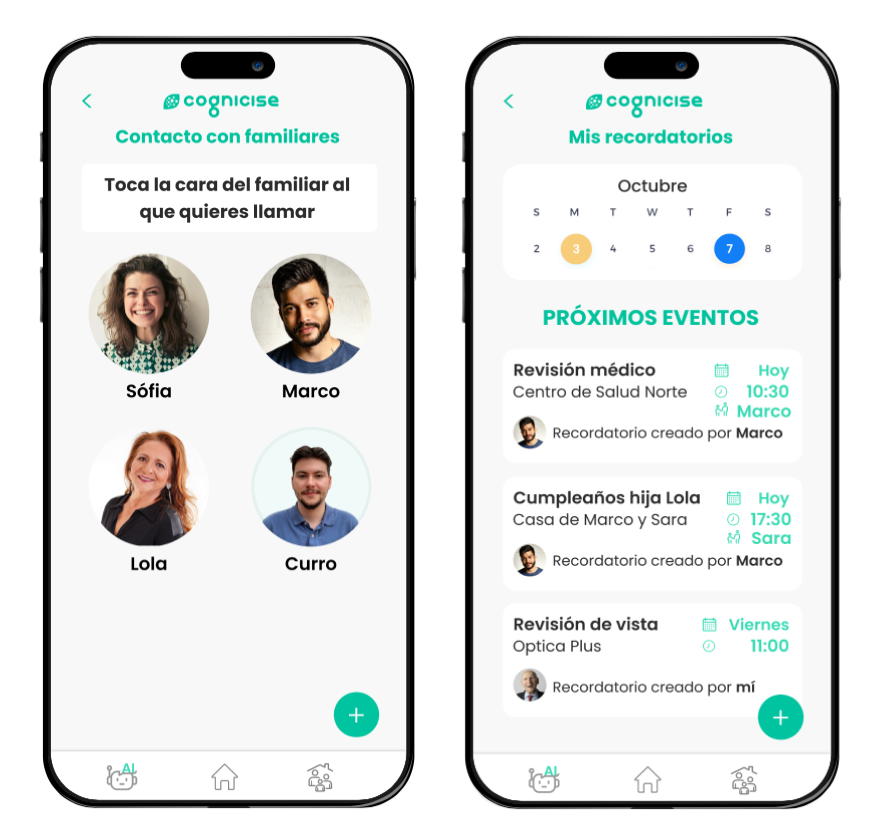 cognicise
Contacto con familiares
Toca la cara del familiar al
que quieres llamar
Sófia
Marco
Lola
Curro
+
AI
cognicise
Mis recordatorios
Octubre
S M T W T F S
2 3 4 5 6 7 8
PRÓXIMOS EVENTOS
Revisión médico Hoy
Centro de Salud Norte 10:30
Marco
Recordatorio creado por Marco
Cumpleaños hija Lola Hoy
Casa de Marco y Sara 17:30
Sara
Recordatorio creado por Marco
Revisión de vista Viernes
Optica Plus 11:00
Recordatorio creado por mí
+
AI